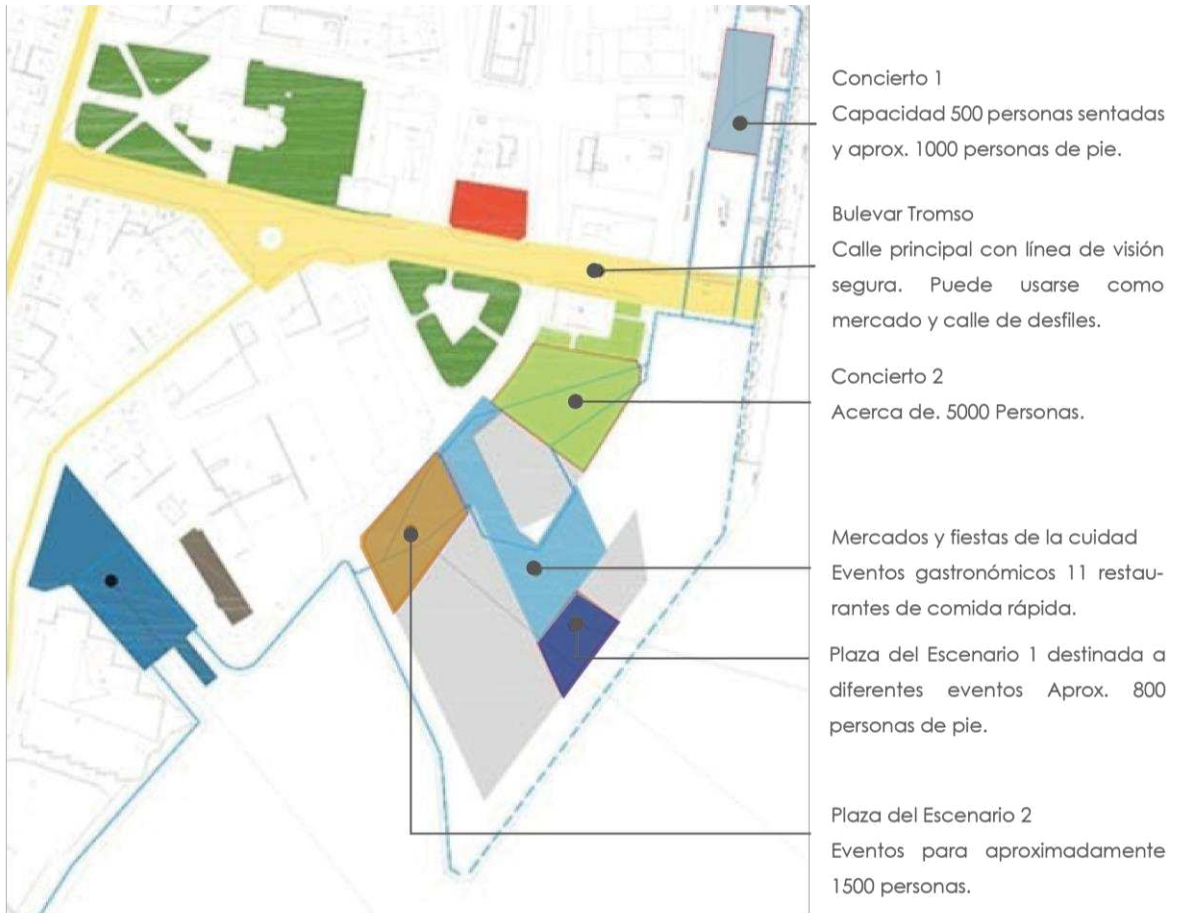 Concierto 1
Capacidad 500 personas sentadas
y aprox. 1000 personas de pie.
Bulevar Tromso
Calle principal con línea de visión
segura. Puede usarse como
mercado y calle de desfiles.
Concierto 2
Acerca de. 5000 Personas.
Mercados y fiestas de la cuidad
Eventos gastronómicos 11 restau-
rantes de comida rápida.
Plaza del Escenario 1 destinada a
diferentes eventos Aprox. 800
personas de pie.
Plaza del Escenario 2
Eventos para aproximadamente
1500 personas.